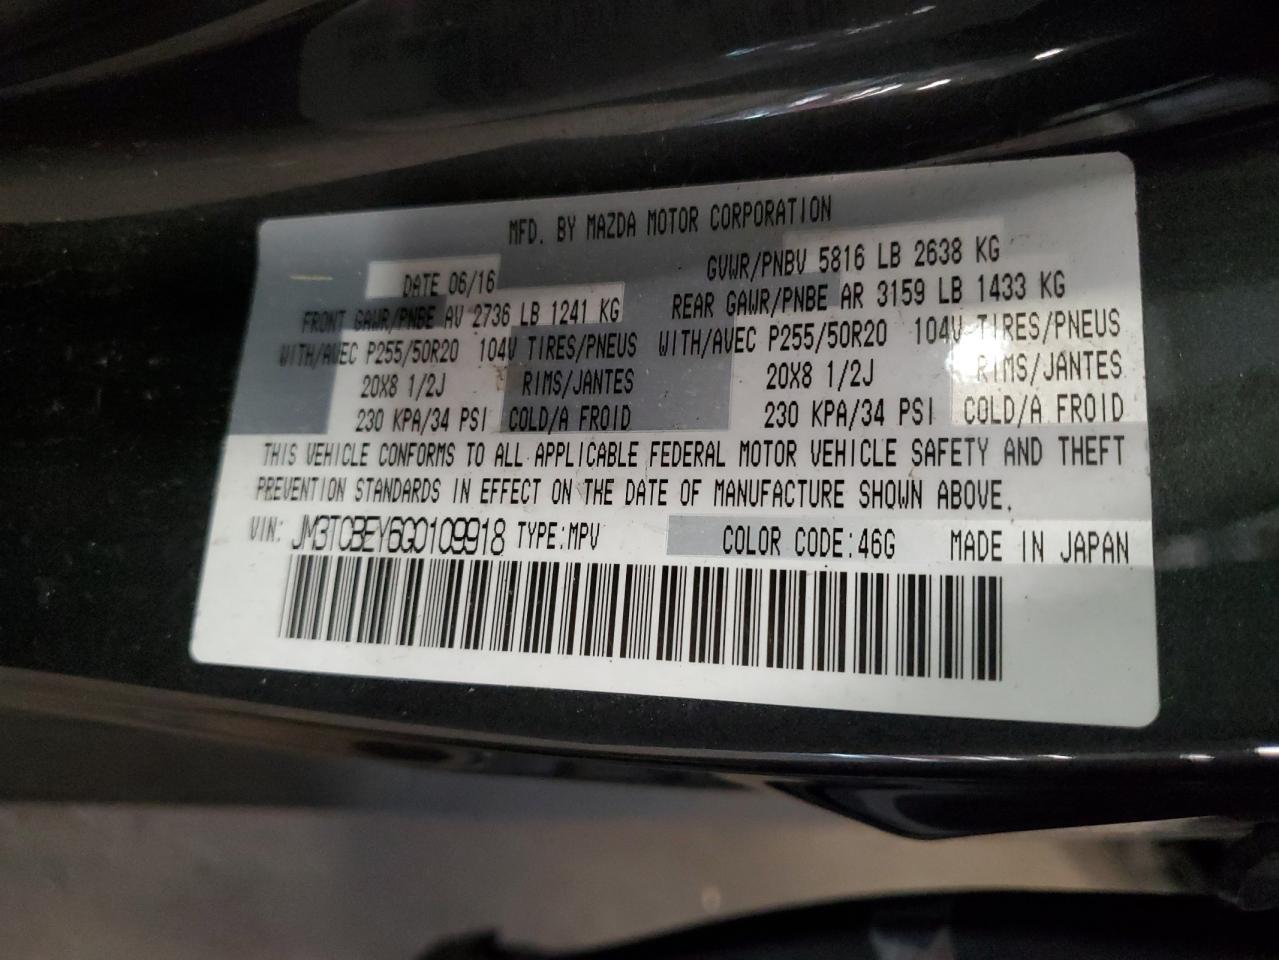 MFD. BY MAZDA MOTOR CORPORATION
DATE 06/16 GVWR/PNBV 5816 LB 2638 KG
FRONT GAWR/PNBE AV 2736 LB 1241 KG REAR GAWR/PNBE AR 3159 LB 1433 KG
WITH/AVEC P255/50R20 104V TIRES/PNEUS WITH/AVEC P255/50R20 104V TIRES/PNEUS
20X8 1/2J RIMS/JANTES 20X8 1/2J RIMS/JANTES
230 KPA/34 PSI COLD/A FROID 230 KPA/34 PSI COLD/A FROID
THIS VEHICLE CONFORMS TO ALL APPLICABLE FEDERAL MOTOR VEHICLE SAFETY AND THEFT
PREVENTION STANDARDS IN EFFECT ON THE DATE OF MANUFACTURE SHOWN ABOVE.
VIN: JM3TCBEY6G0109918 TYPE:MPV COLOR CODE:46G MADE IN JAPAN